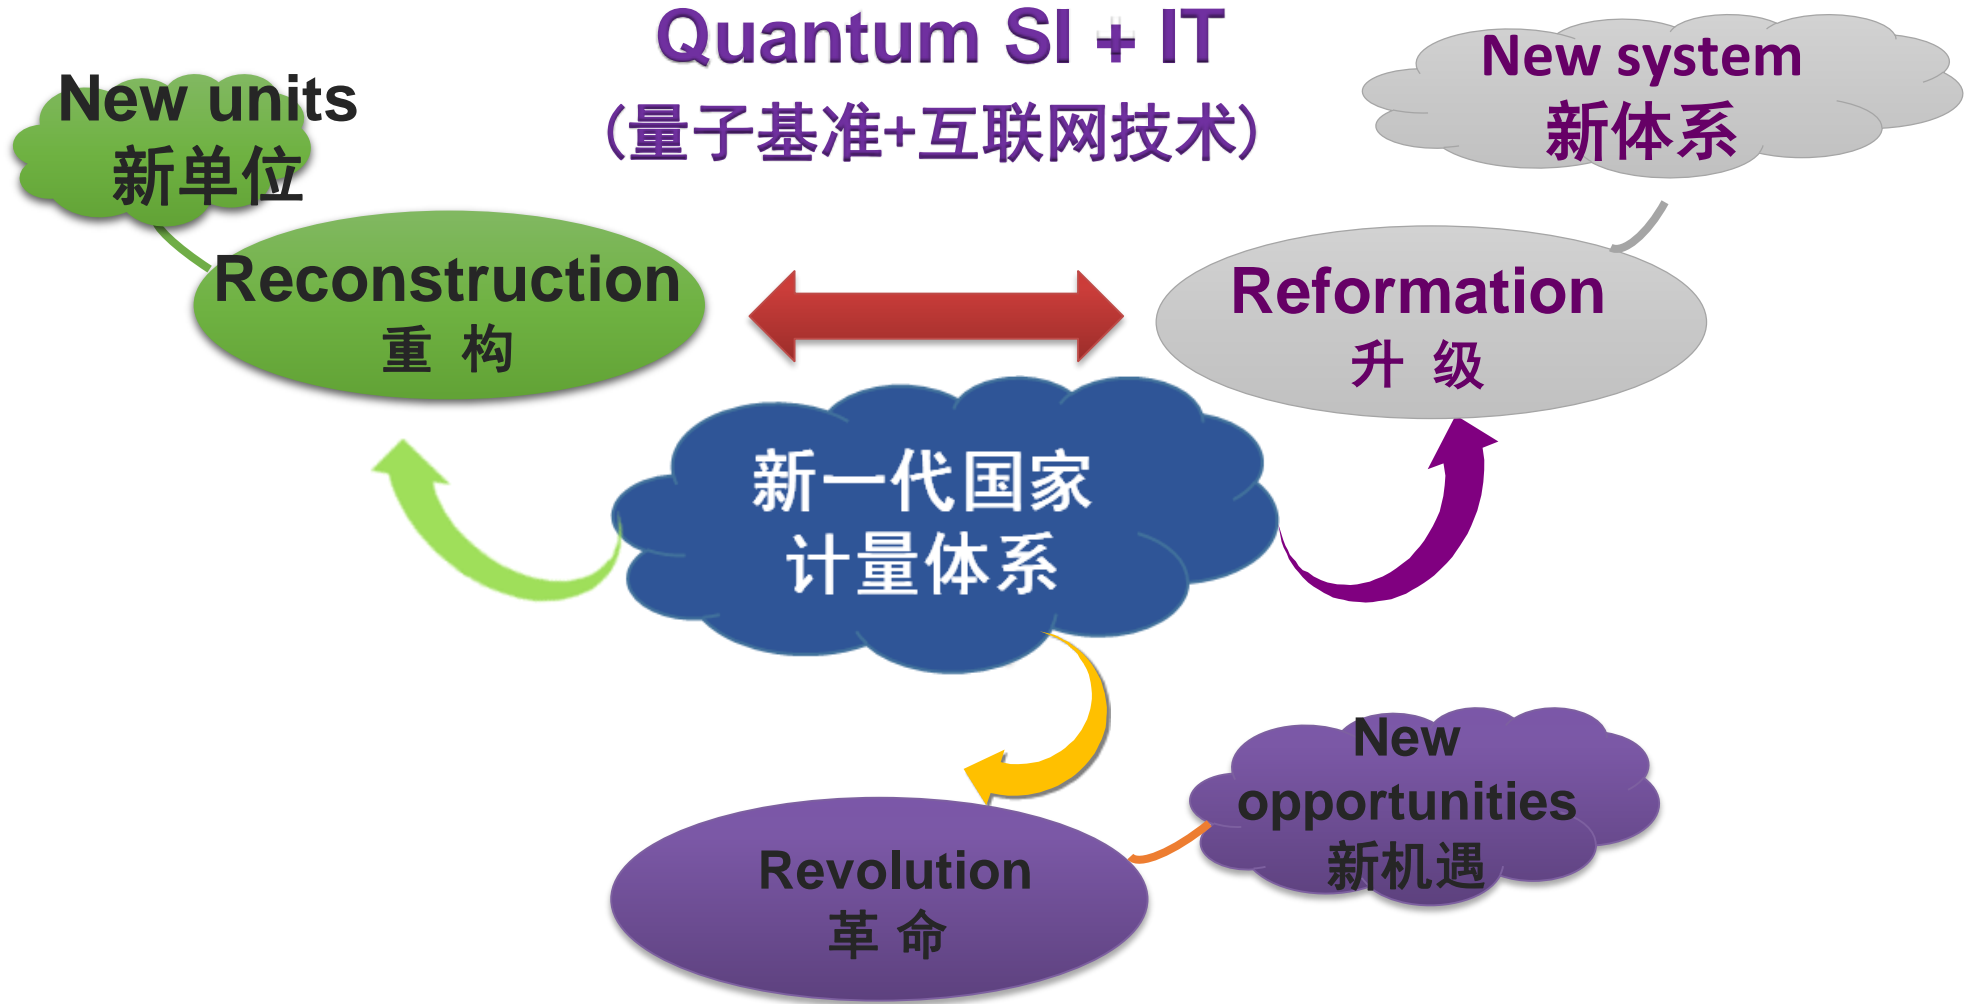 Quantum SI + IT
(量子基准+互联网技术)
New units
新单位
New system
新体系
Reconstruction
重 构
Reformation
升 级
新一代国家
计量体系
New
opportunities
新机遇
Revolution
革 命